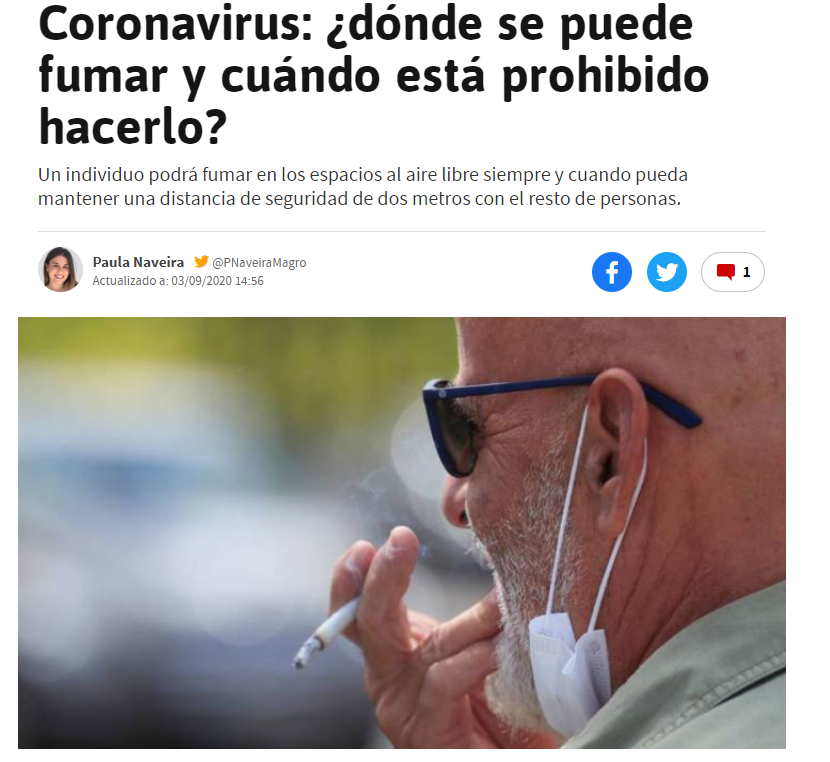 Coronavirus: ¿dónde se puede
fumar y cuándo está prohibido
hacerlo?
Un individuo podrá fumar en los espacios al aire libre siempre y cuando pueda
mantener una distancia de seguridad de dos metros con el resto de personas.
Paula Naveira @PNaveiraMagro
Actualizado a: 03/09/2020 14:56
1